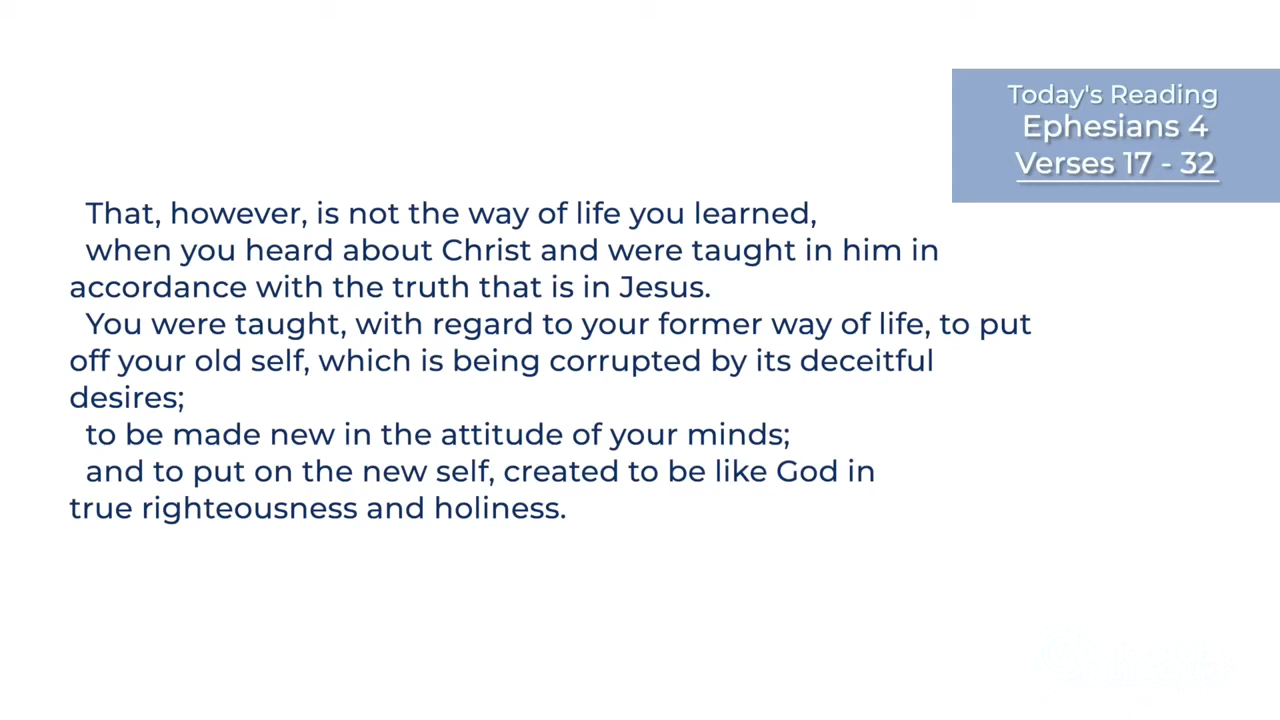 Today's Reading
Ephesians 4
Verses 17 - 32
That, however, is not the way of life you learned,
when you heard about Christ and were taught in him in
accordance with the truth that is in Jesus.
You were taught, with regard to your former way of life, to put
off your old self, which is being corrupted by its deceitful
desires;
to be made new in the attitude of your minds;
and to put on the new self, created to be like God in
true righteousness and holiness.